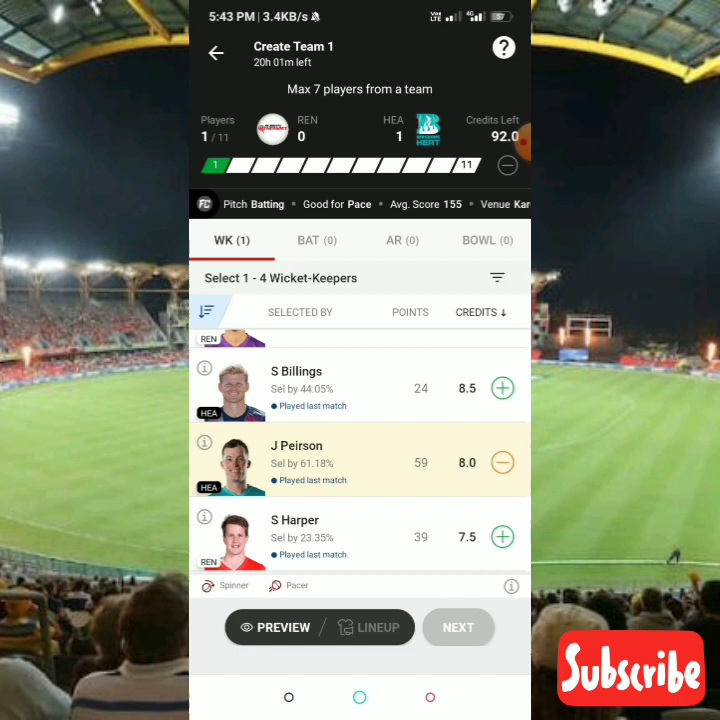 5:43 PM | 3.4KB/s
Create Team 1
20h 01m left
Max 7 players from a team
Players
1 / 11
REN
0
HEA
1
HEAT
Credits Left
92.0
1
11
FC Pitch Batting • Good for Pace • Avg. Score 155 • Venue Kar
WK (1) BAT (0) AR (0) BOWL (0)
Select 1 - 4 Wicket-Keepers
SELECTED BY POINTS CREDITS ↓
REN
S Billings
Sel by 44.05% 24 8.5
Played last match
HEA
J Peirson
Sel by 61.18% 59 8.0
Played last match
HEA
S Harper
Sel by 23.35% 39 7.5
Played last match
REN
Spinner Pacer
PREVIEW / LINEUP NEXT
Subscribe